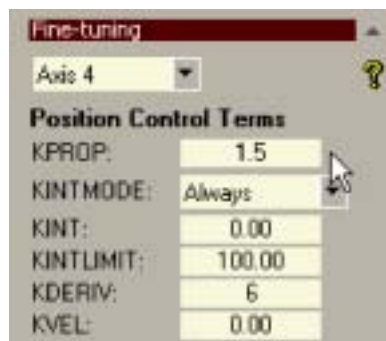 Fine-tuning
Axis 4
Position Control Terms
KPROP: 1.5
KINTMODE: Always
KINT: 0.00
KINTLIMIT: 100.00
KDERIV: 6
KVEL: 0.00